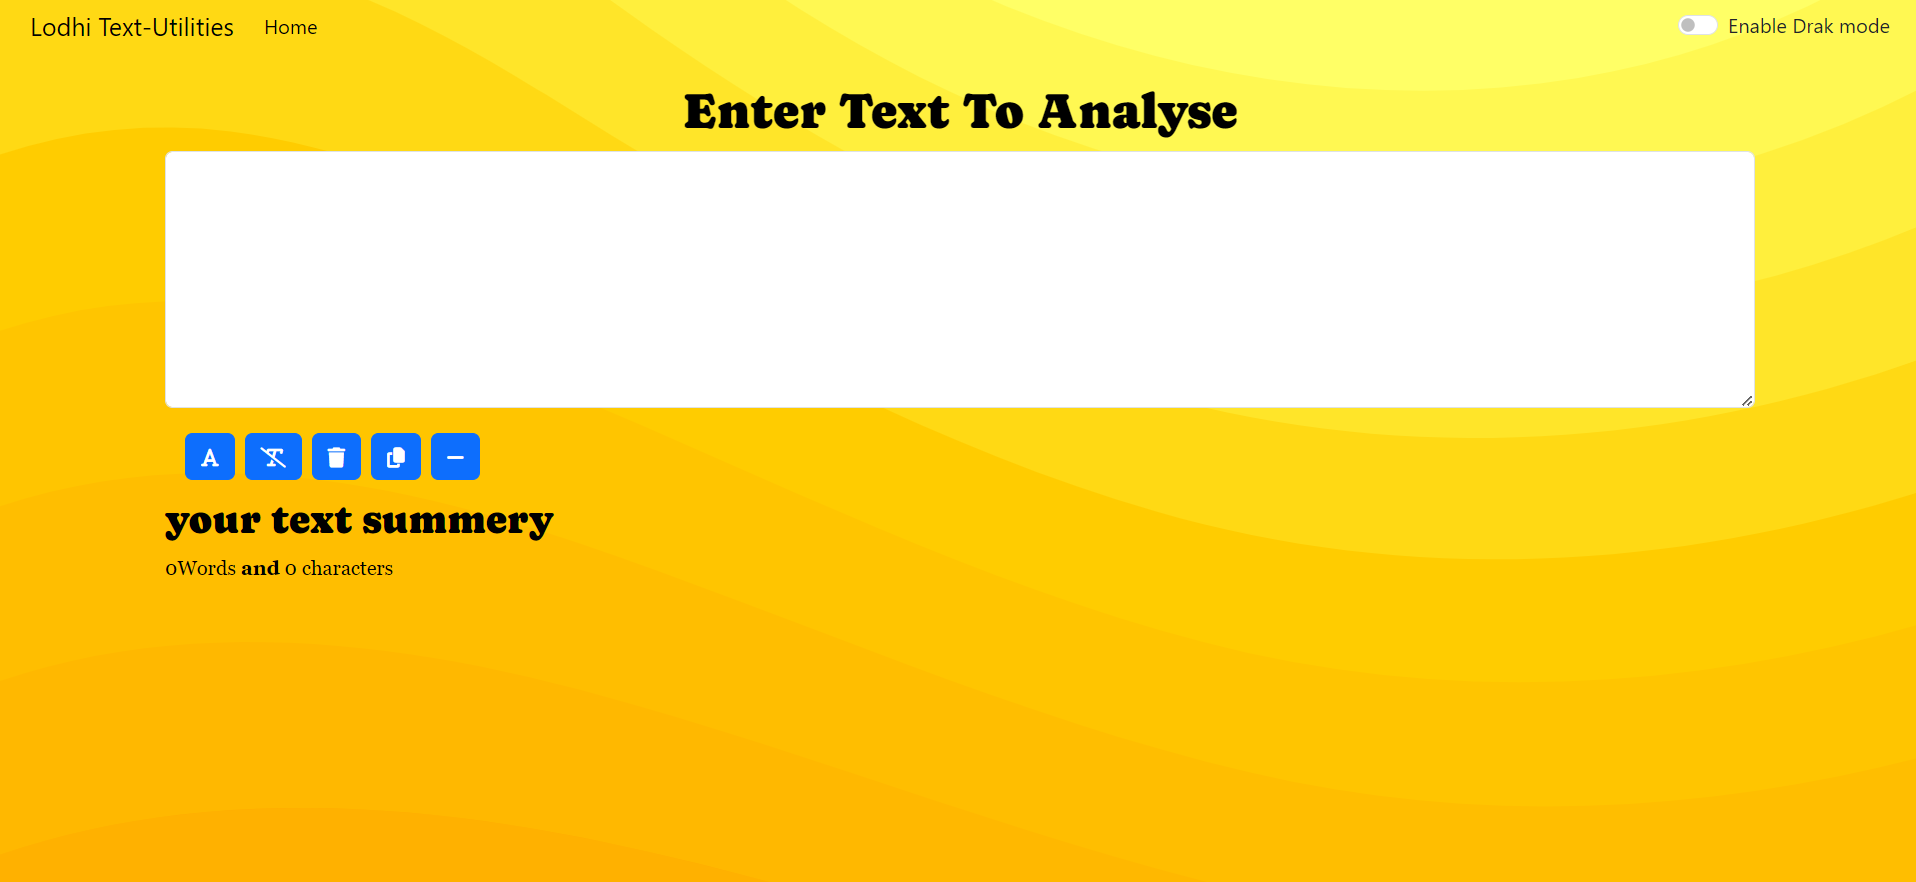 Lodhi Text-Utilities Home Enable Drak mode
Enter Text To Analyse
your text summery
0Words and 0 characters